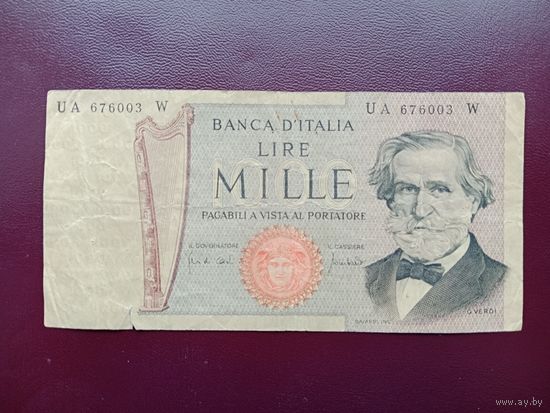 UA 676003 W
UA 676003 W
BANCA D'ITALIA
LIRE
1000
MILLE
PAGABILI A VISTA AL PORTATORE
IL GOVERNATORE
IL CASSIERE
G. VERDI
www.ay.by